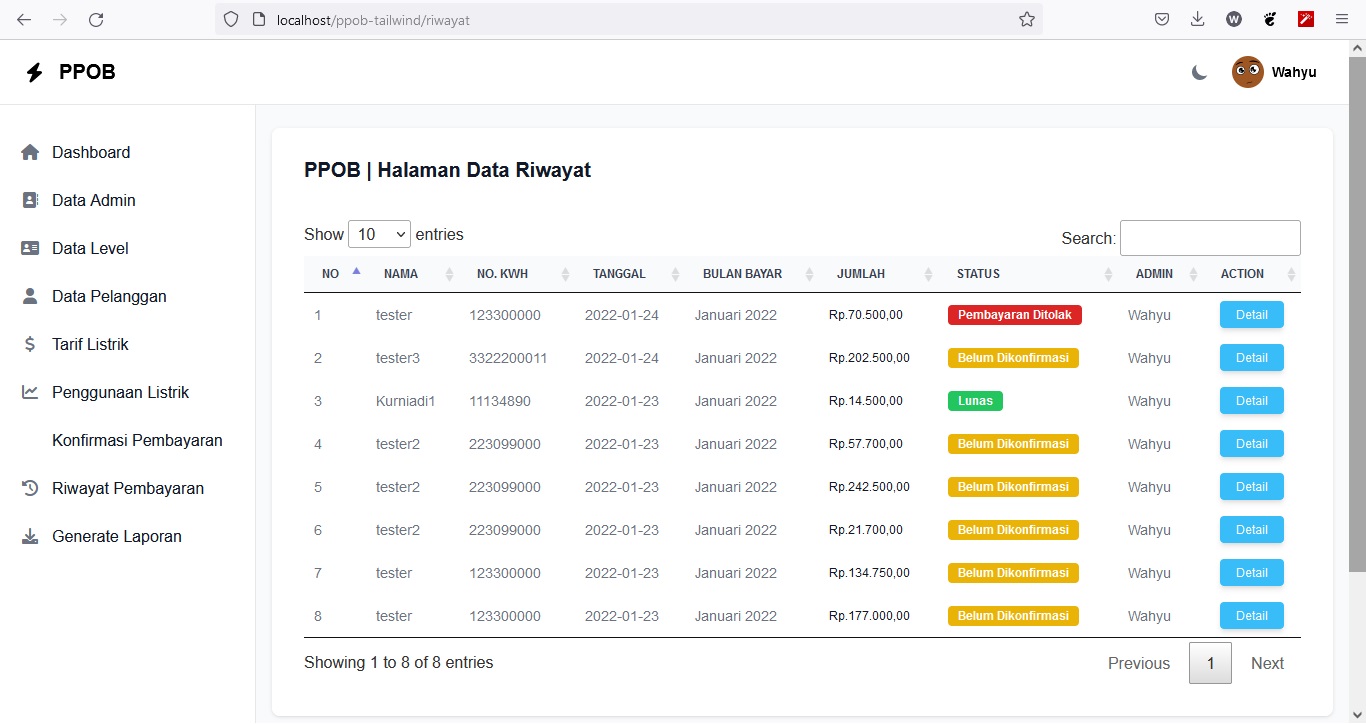 localhost/ppob-tailwind/riwayat
W
PPOB
Wahyu
Dashboard
Data Admin
Data Level
Data Pelanggan
Tarif Listrik
Penggunaan Listrik
Konfirmasi Pembayaran
Riwayat Pembayaran
Generate Laporan
PPOB | Halaman Data Riwayat
Show 10 entries
Search:
NO NAMA NO. KWH TANGGAL BULAN BAYAR JUMLAH STATUS ADMIN ACTION
1 tester 123300000 2022-01-24 Januari 2022 Rp.70.500,00 Pembayaran Ditolak Wahyu Detail
2 tester3 3322200011 2022-01-24 Januari 2022 Rp.202.500,00 Belum Dikonfirmasi Wahyu Detail
3 Kurniadi1 11134890 2022-01-23 Januari 2022 Rp.14.500,00 Lunas Wahyu Detail
4 tester2 223099000 2022-01-23 Januari 2022 Rp.57.700,00 Belum Dikonfirmasi Wahyu Detail
5 tester2 223099000 2022-01-23 Januari 2022 Rp.242.500,00 Belum Dikonfirmasi Wahyu Detail
6 tester2 223099000 2022-01-23 Januari 2022 Rp.21.700,00 Belum Dikonfirmasi Wahyu Detail
7 tester 123300000 2022-01-23 Januari 2022 Rp.134.750,00 Belum Dikonfirmasi Wahyu Detail
8 tester 123300000 2022-01-23 Januari 2022 Rp.177.000,00 Belum Dikonfirmasi Wahyu Detail
Showing 1 to 8 of 8 entries
Previous 1 Next